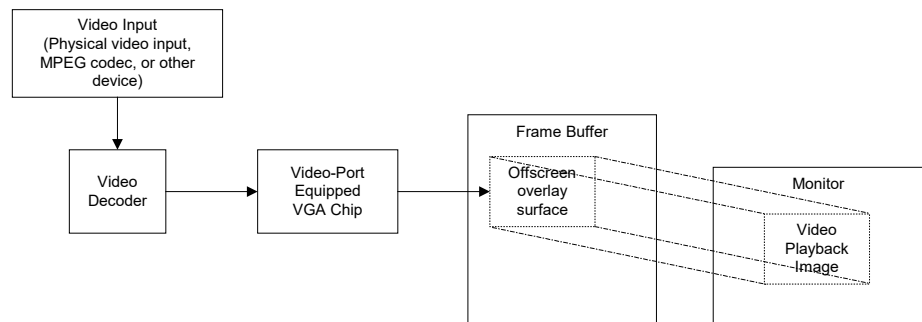 Video Input
(Physical video input,
MPEG codec, or other
device)
Video
Decoder
Video-Port
Equipped
VGA Chip
Frame Buffer
Offscreen
overlay
surface
Monitor
Video
Playback
Image